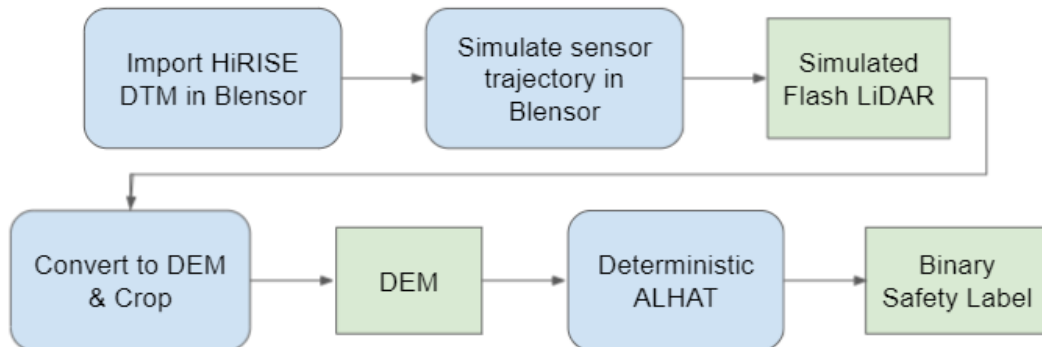 Import HiRISE
DTM in Blensor
Simulate sensor
trajectory in
Blensor
Simulated
Flash LiDAR
Convert to DEM
& Crop
DEM
Deterministic
ALHAT
Binary
Safety Label